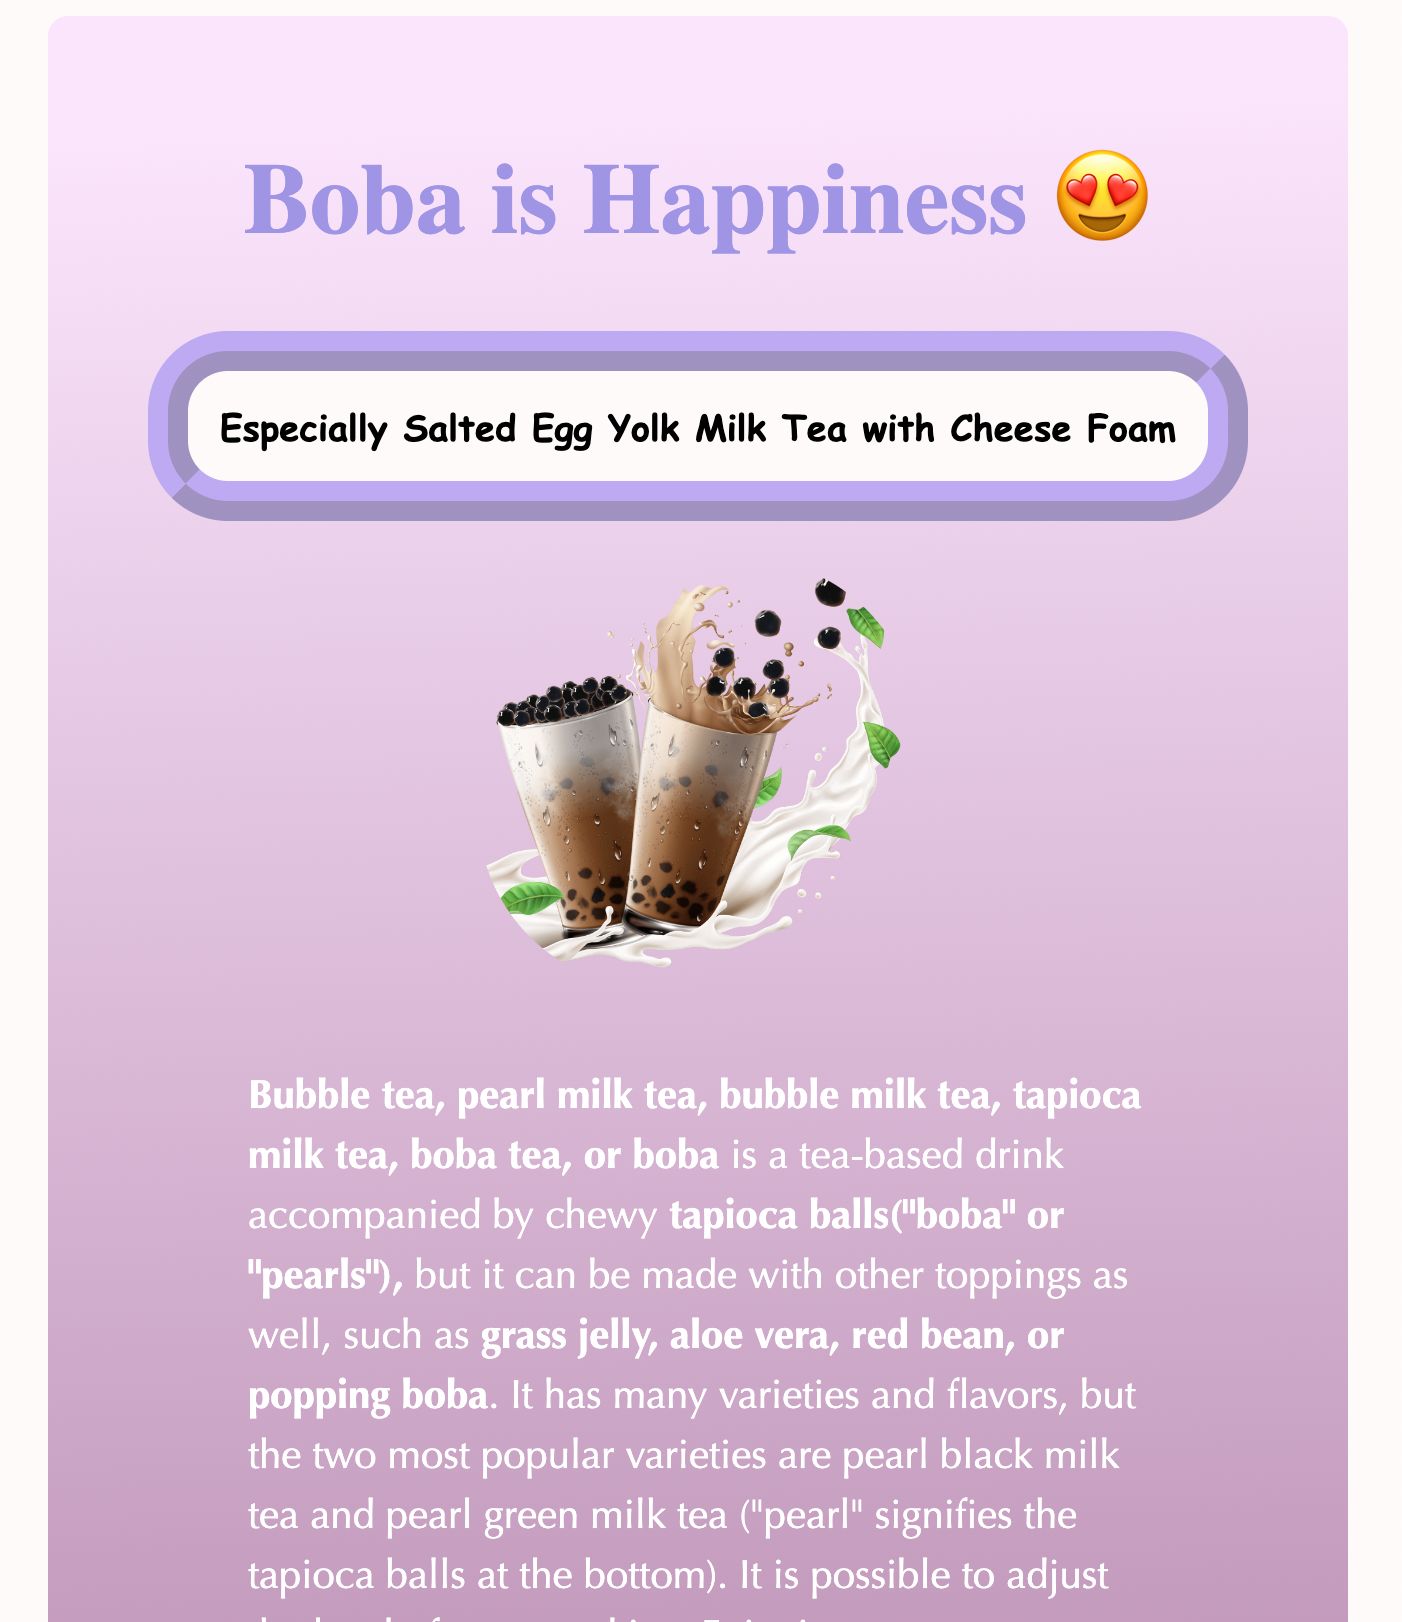 Boba is Happiness 😍
Especially Salted Egg Yolk Milk Tea with Cheese Foam
Bubble tea, pearl milk tea, bubble milk tea, tapioca
milk tea, boba tea, or boba is a tea-based drink
accompanied by chewy tapioca balls("boba" or
"pearls"), but it can be made with other toppings as
well, such as grass jelly, aloe vera, red bean, or
popping boba. It has many varieties and flavors, but
the two most popular varieties are pearl black milk
tea and pearl green milk tea ("pearl" signifies the
tapioca balls at the bottom). It is possible to adjust